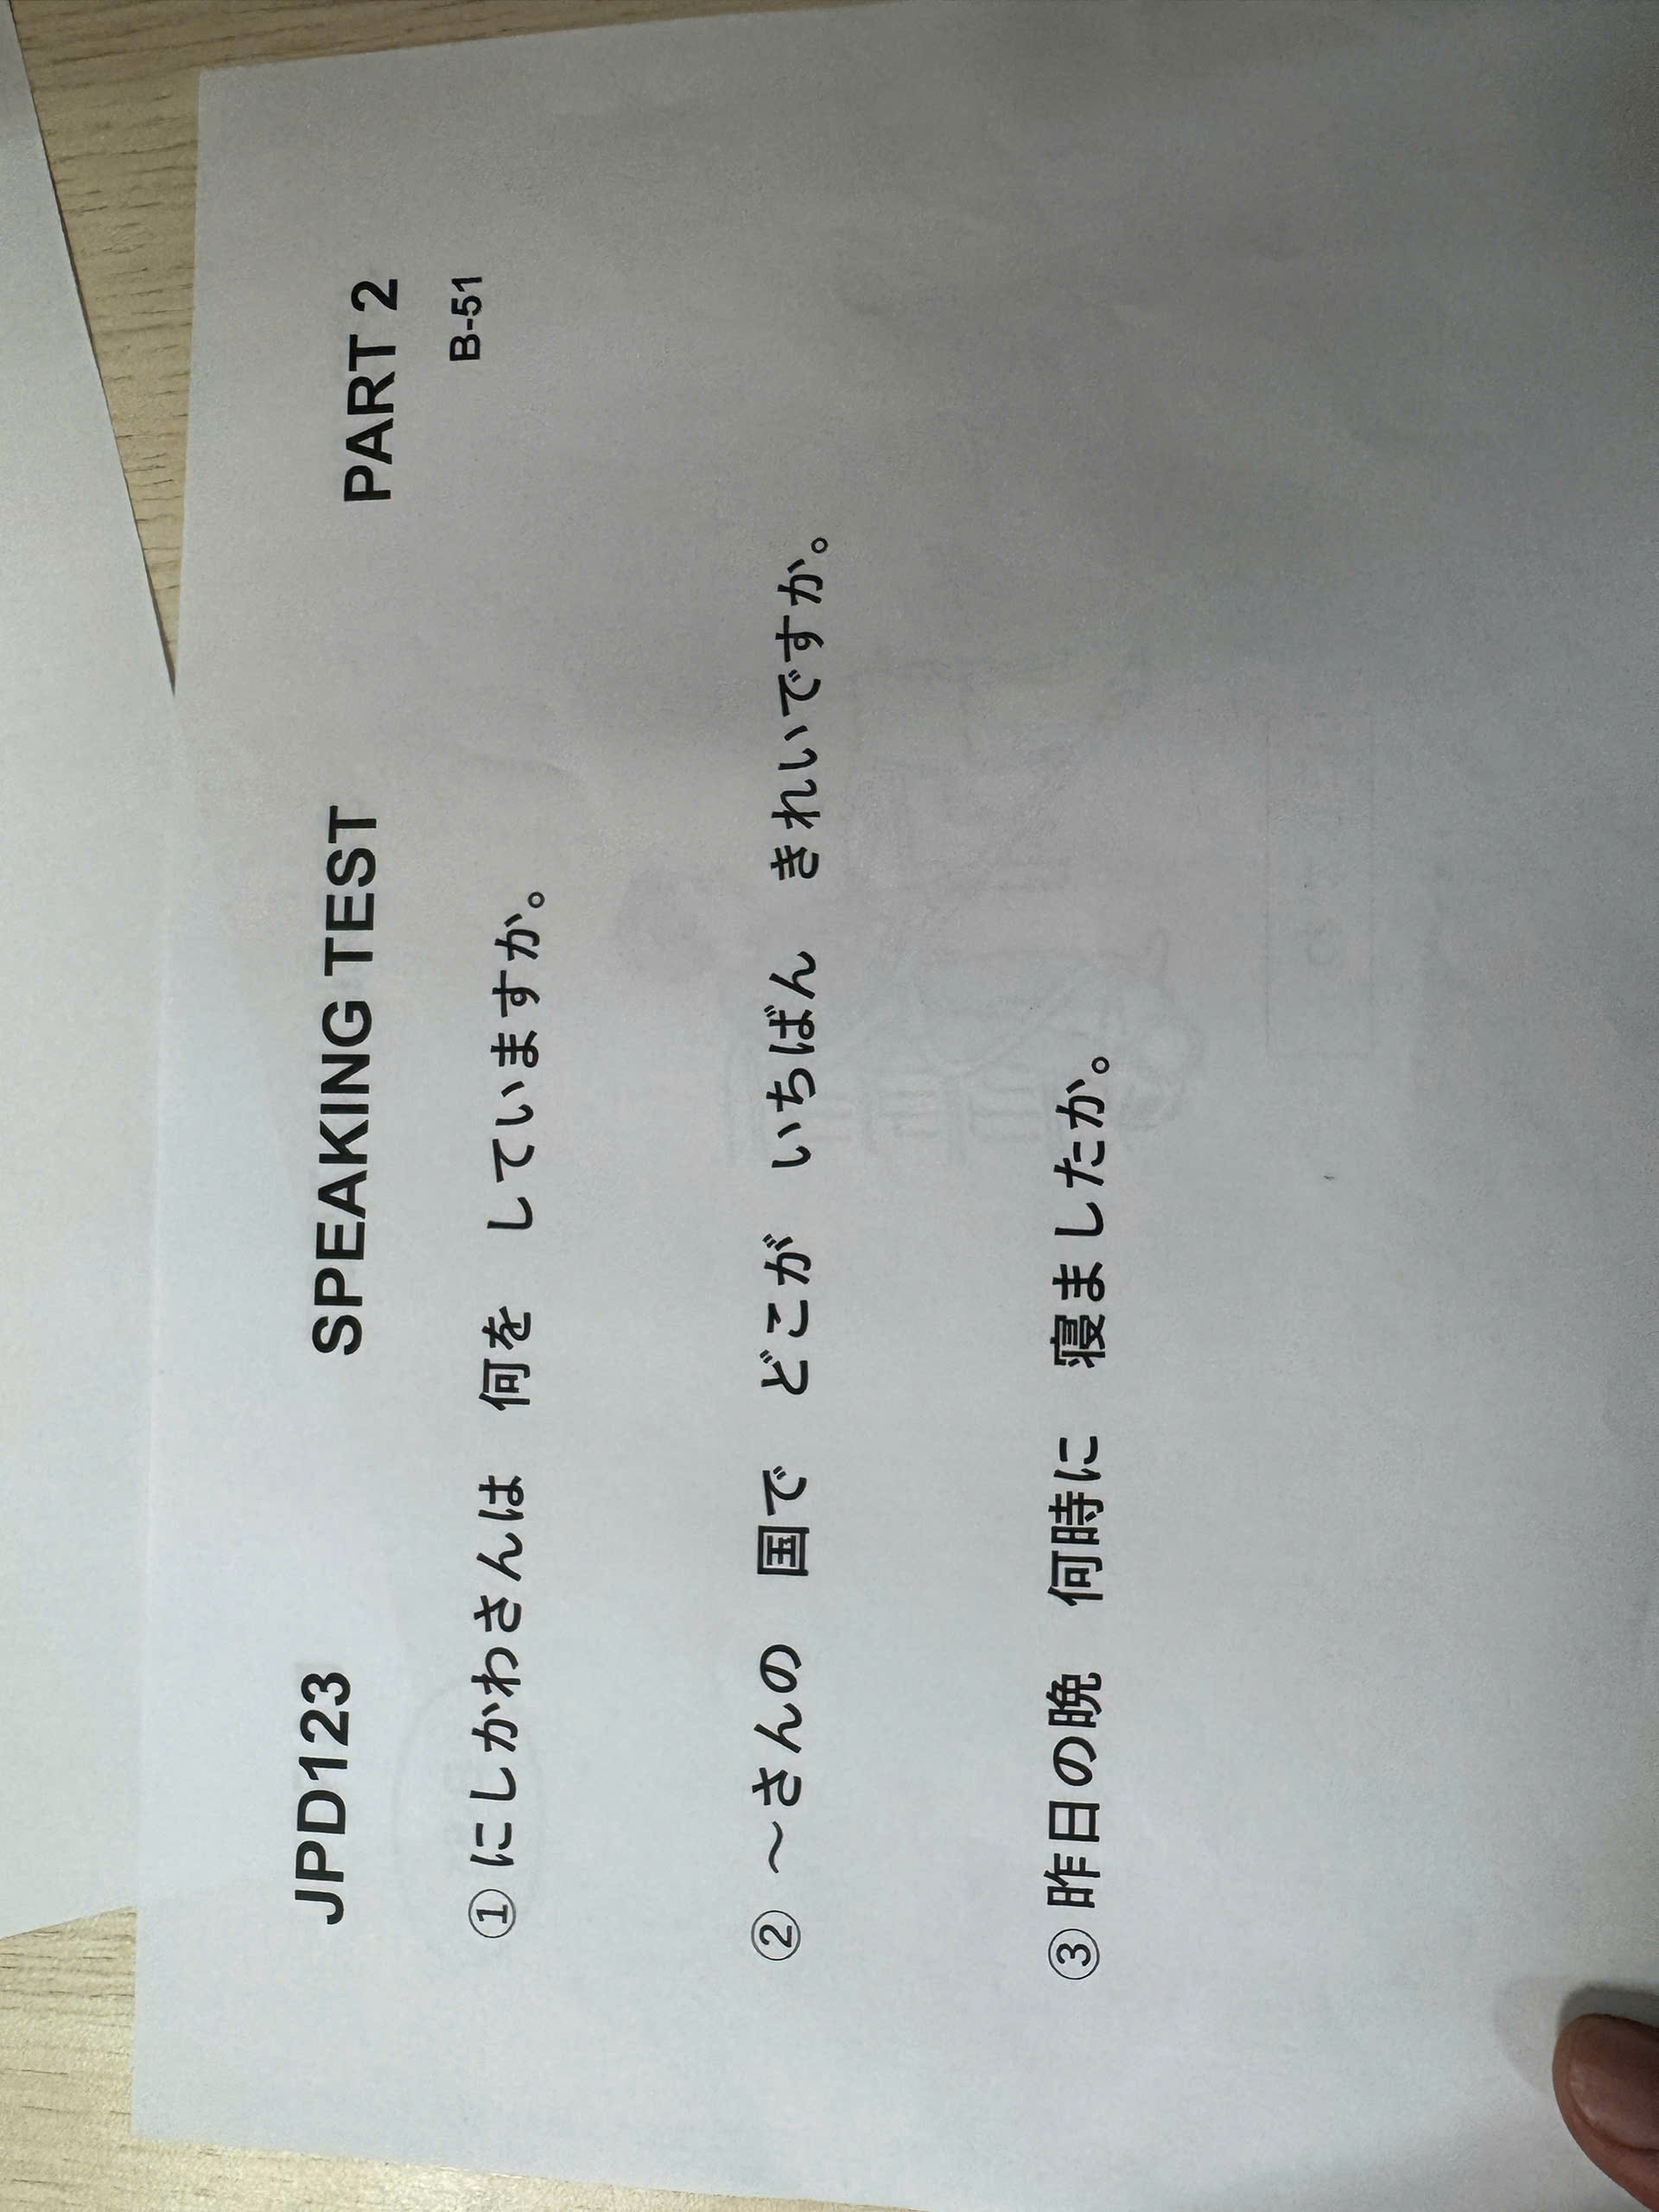 JPD123 SPEAKING TEST PART 2
B-51
① にしかわさんは 何を していますか。
② ～さんの 国で どこが いちばん きれいですか。
③ 昨日の晩 何時に 寝ましたか。